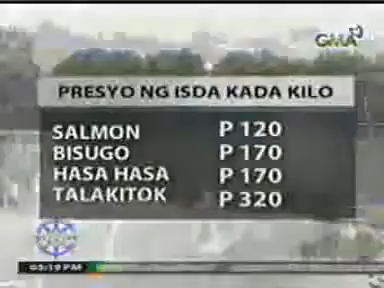 GMA
PRESYO NG ISDA KADA KILO
SALMON P 120
BISUGO P 170
HASA HASA P 170
TALAKITOK P 320
05:19 PM